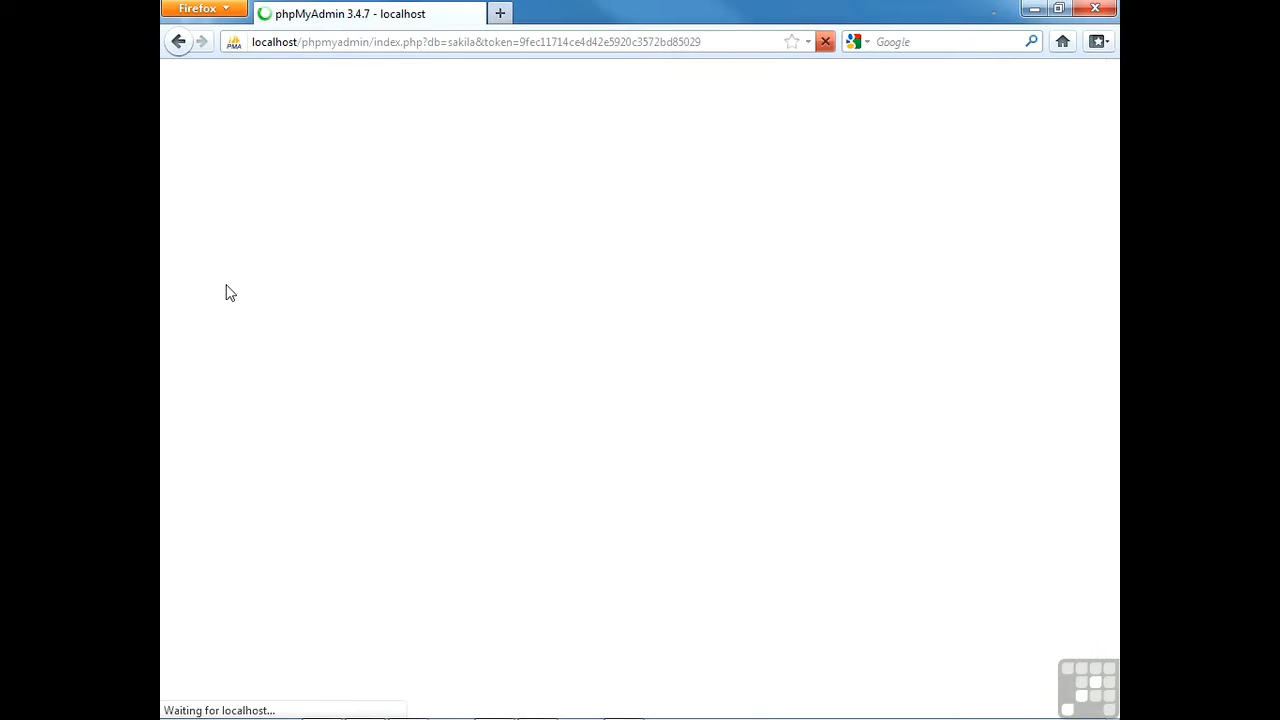 Firefox
phpMyAdmin 3.4.7 - localhost
PMA
localhost/phpmyadmin/index.php?db=sakila&token=9fec11714ce4d42e5920c3572bd85029
Google
Waiting for localhost...